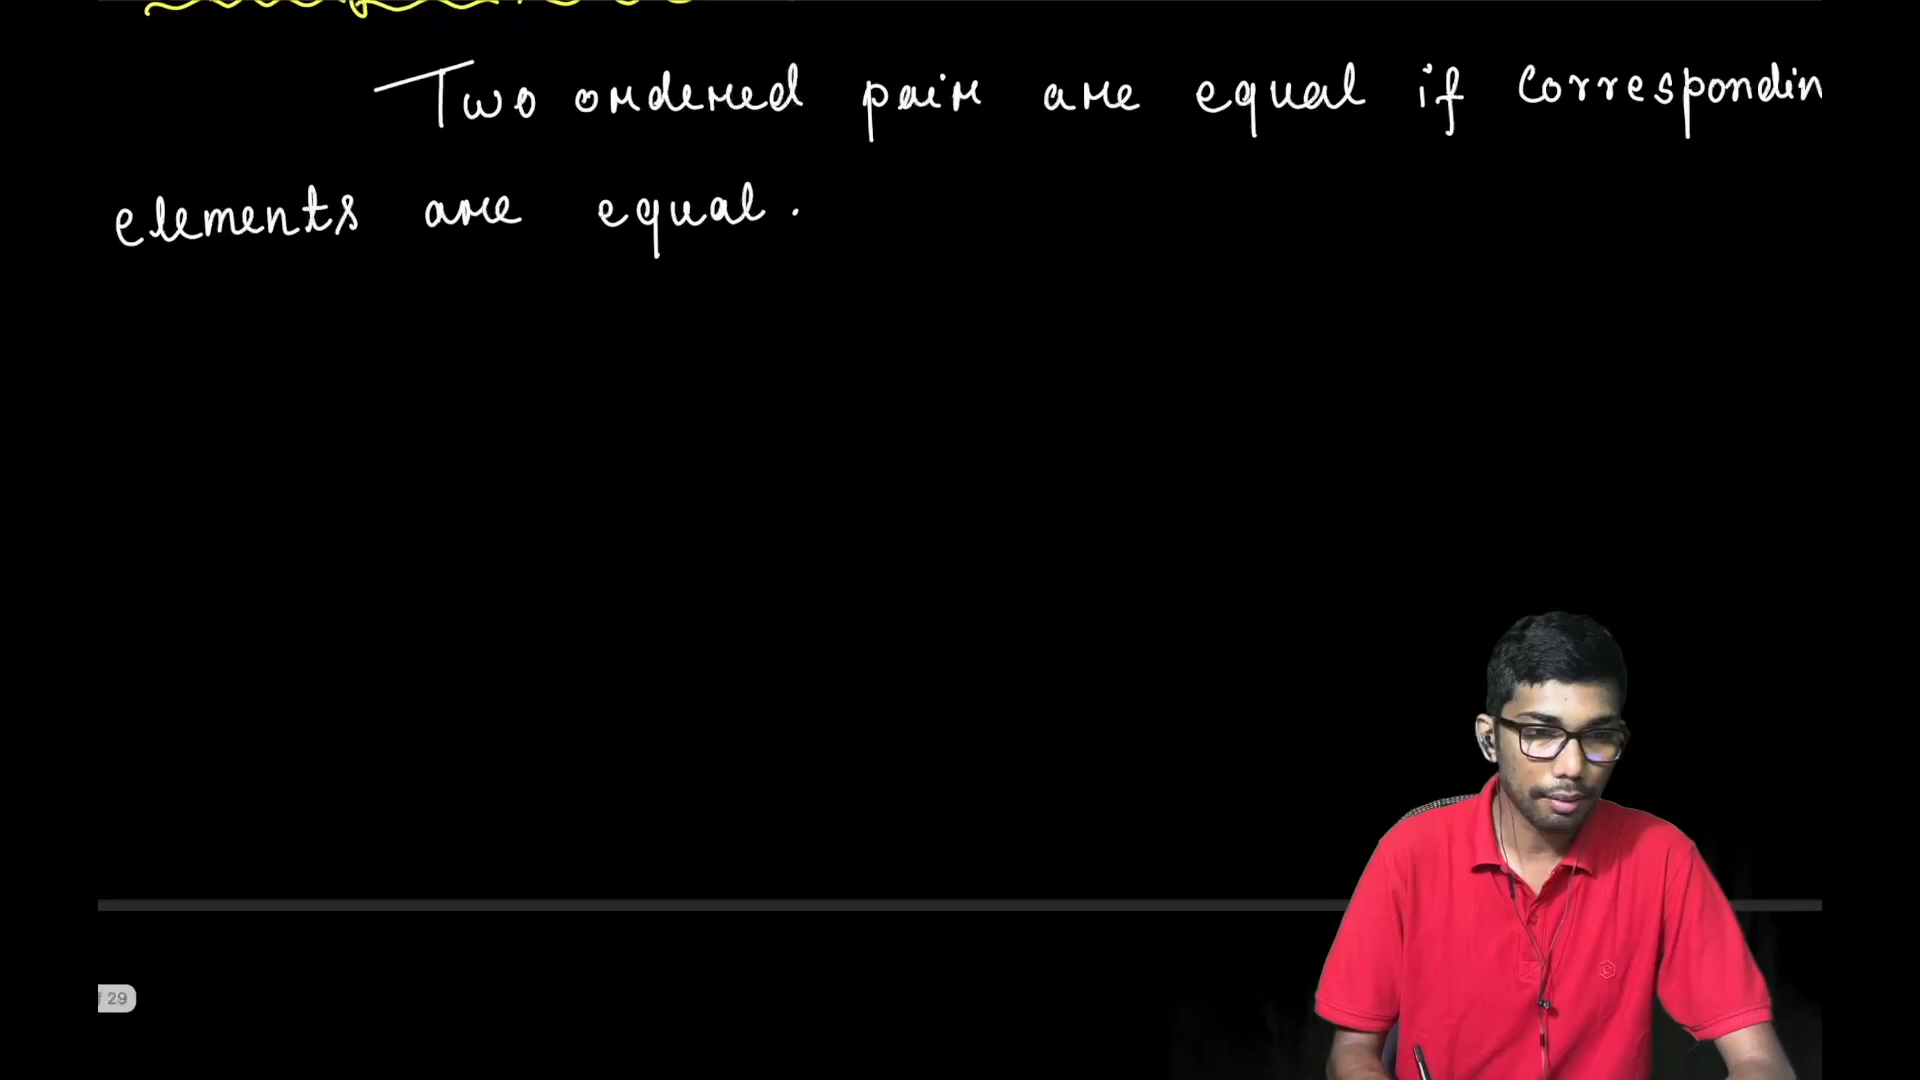 Two ordered pair are equal if correspondin
elements are equal.
f 29